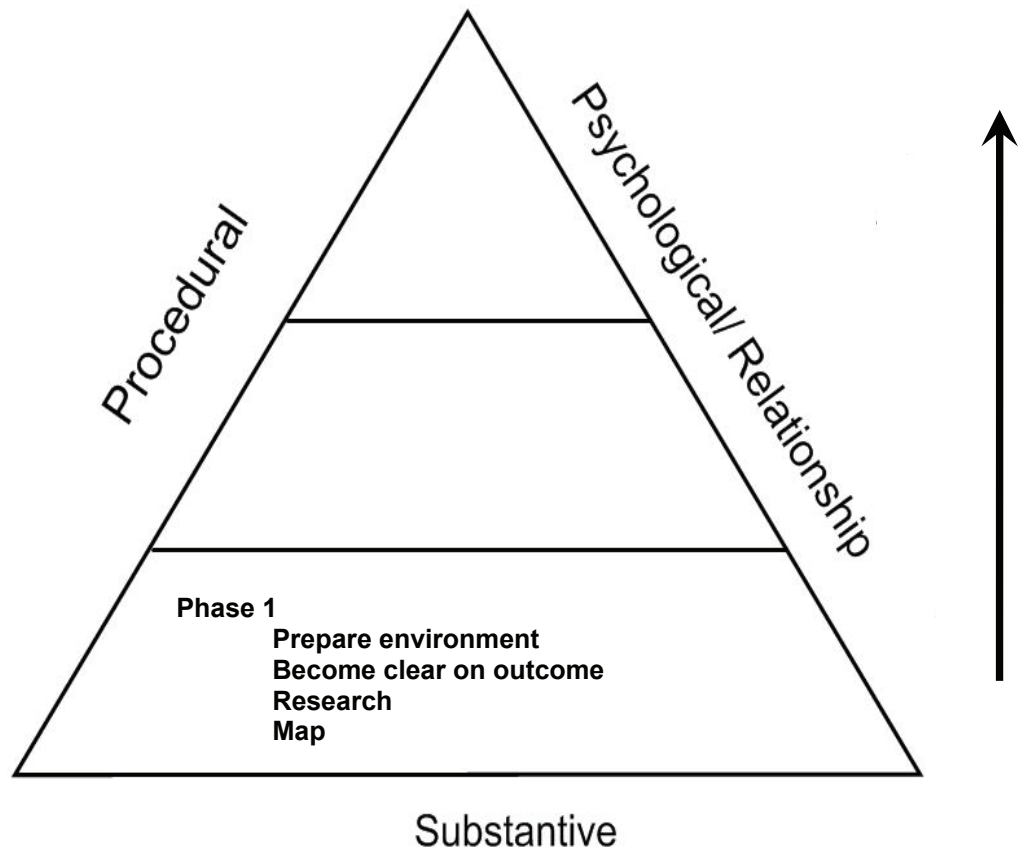 Procedural
Psychological/ Relationship
Phase 1
Prepare environment
Become clear on outcome
Research
Map
Substantive